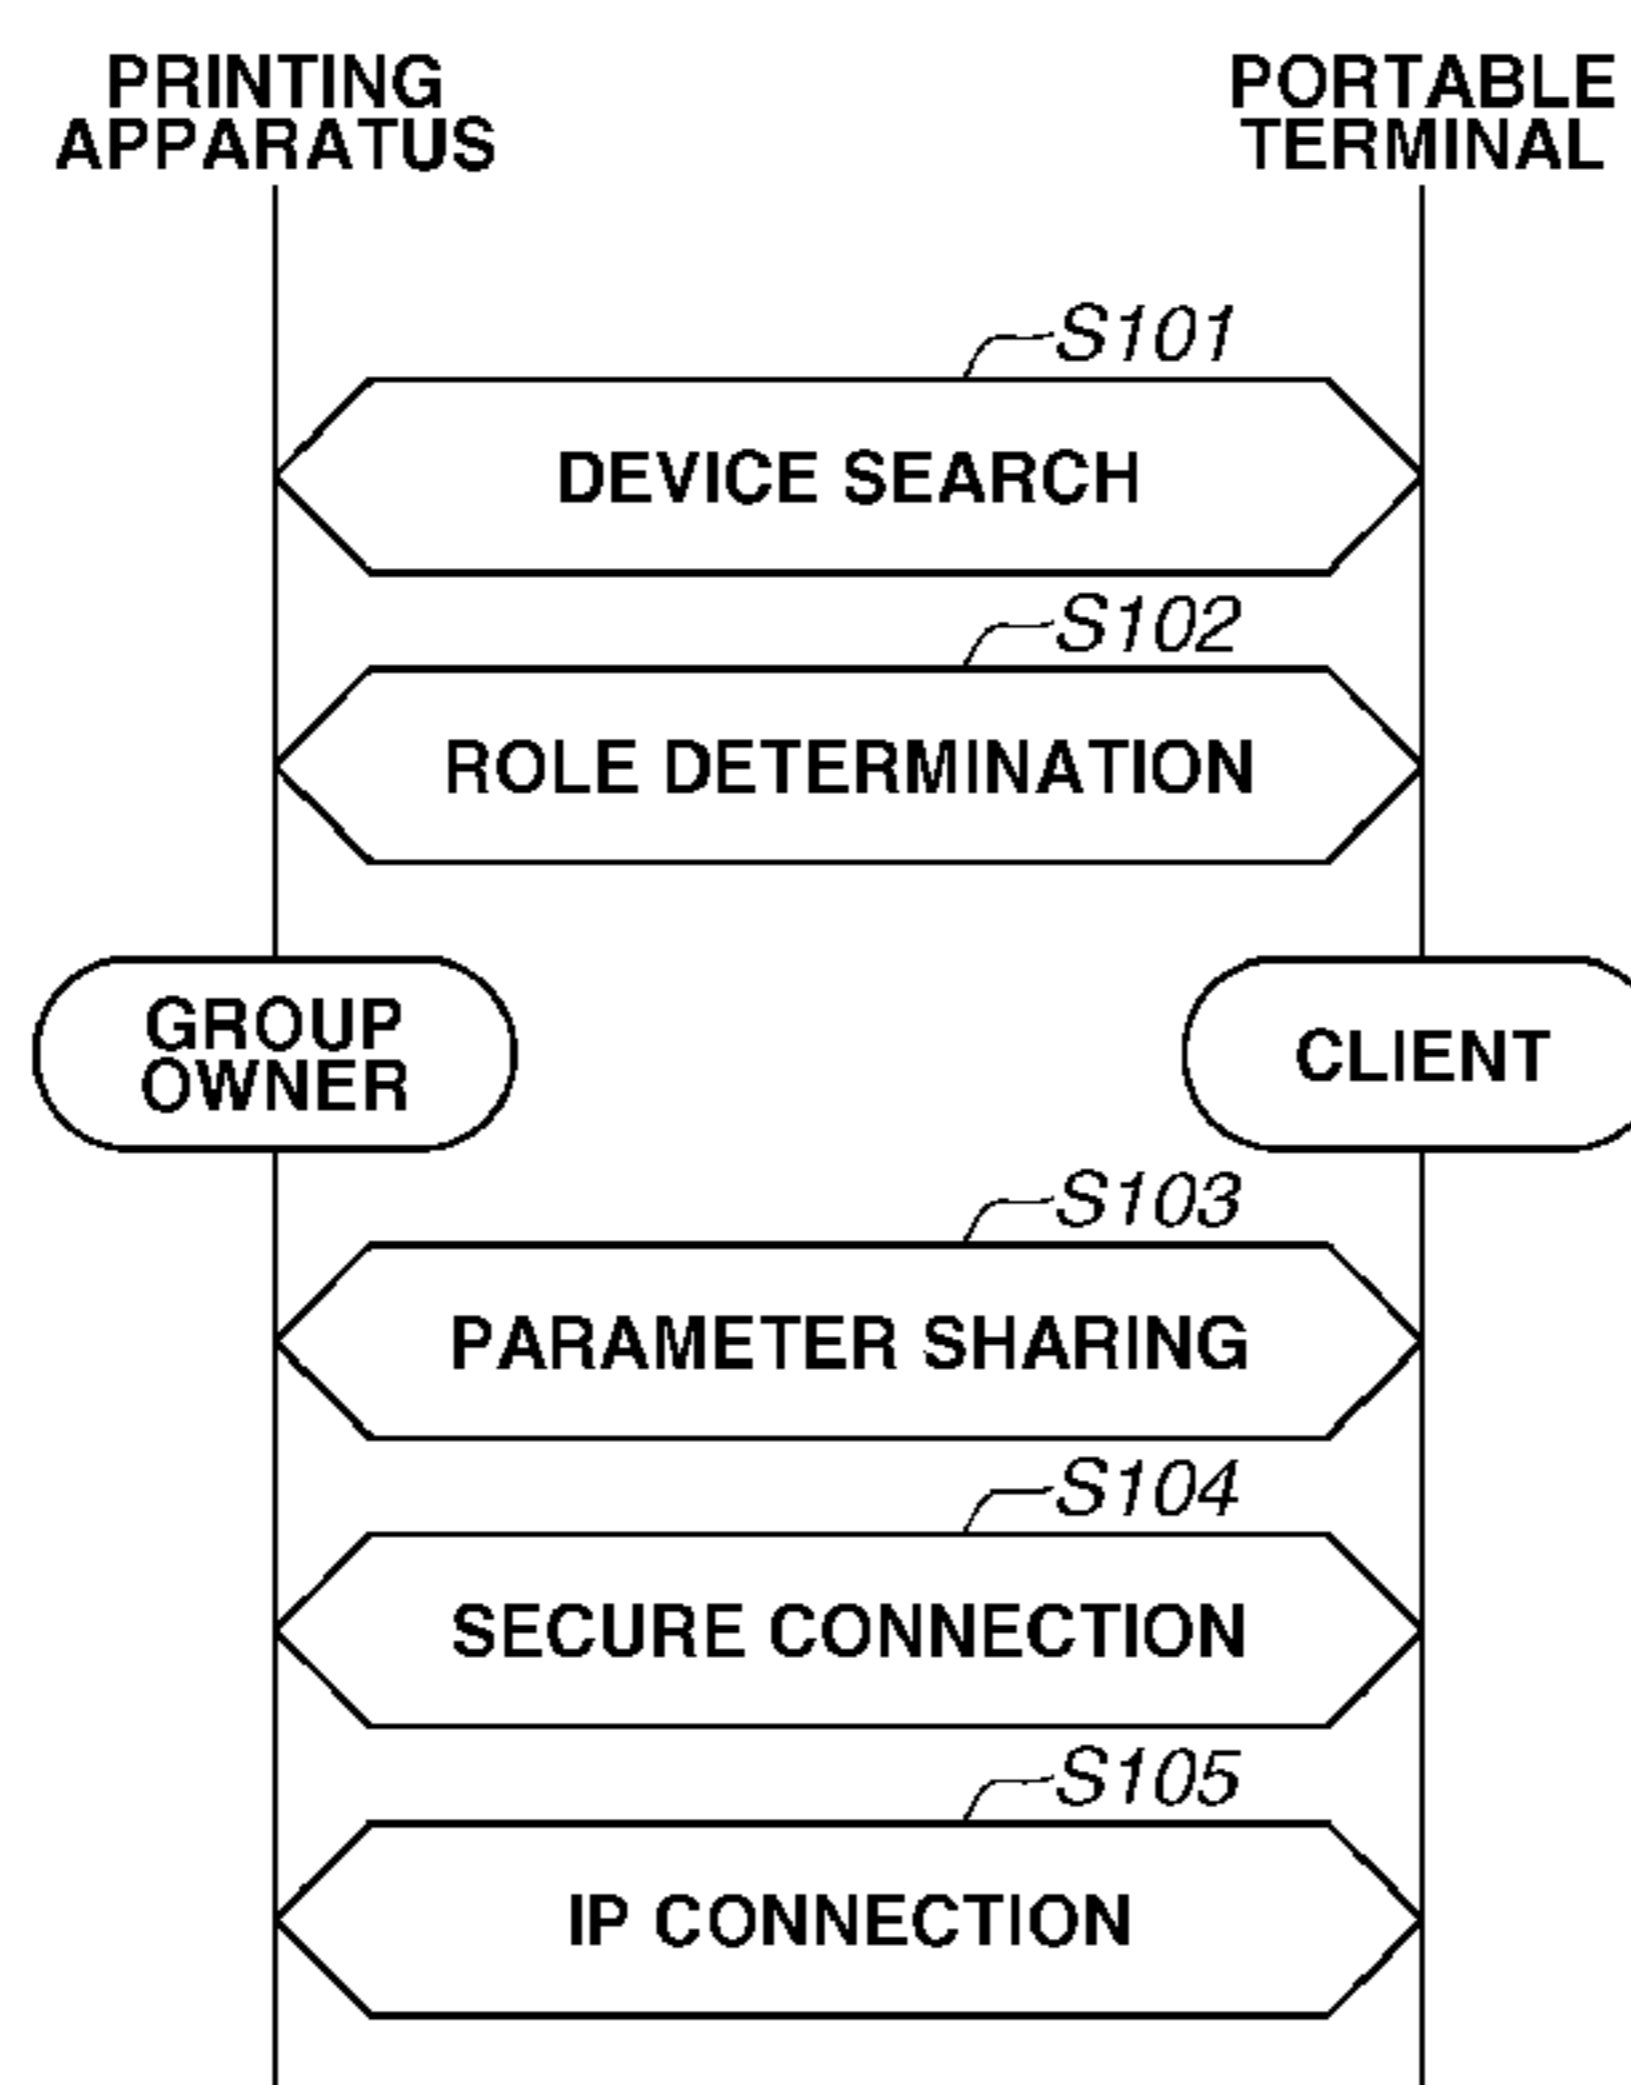 PRINTING
APPARATUS
PORTABLE
TERMINAL
S101
DEVICE SEARCH
S102
ROLE DETERMINATION
GROUP
OWNER
CLIENT
S103
PARAMETER SHARING
S104
SECURE CONNECTION
S105
IP CONNECTION